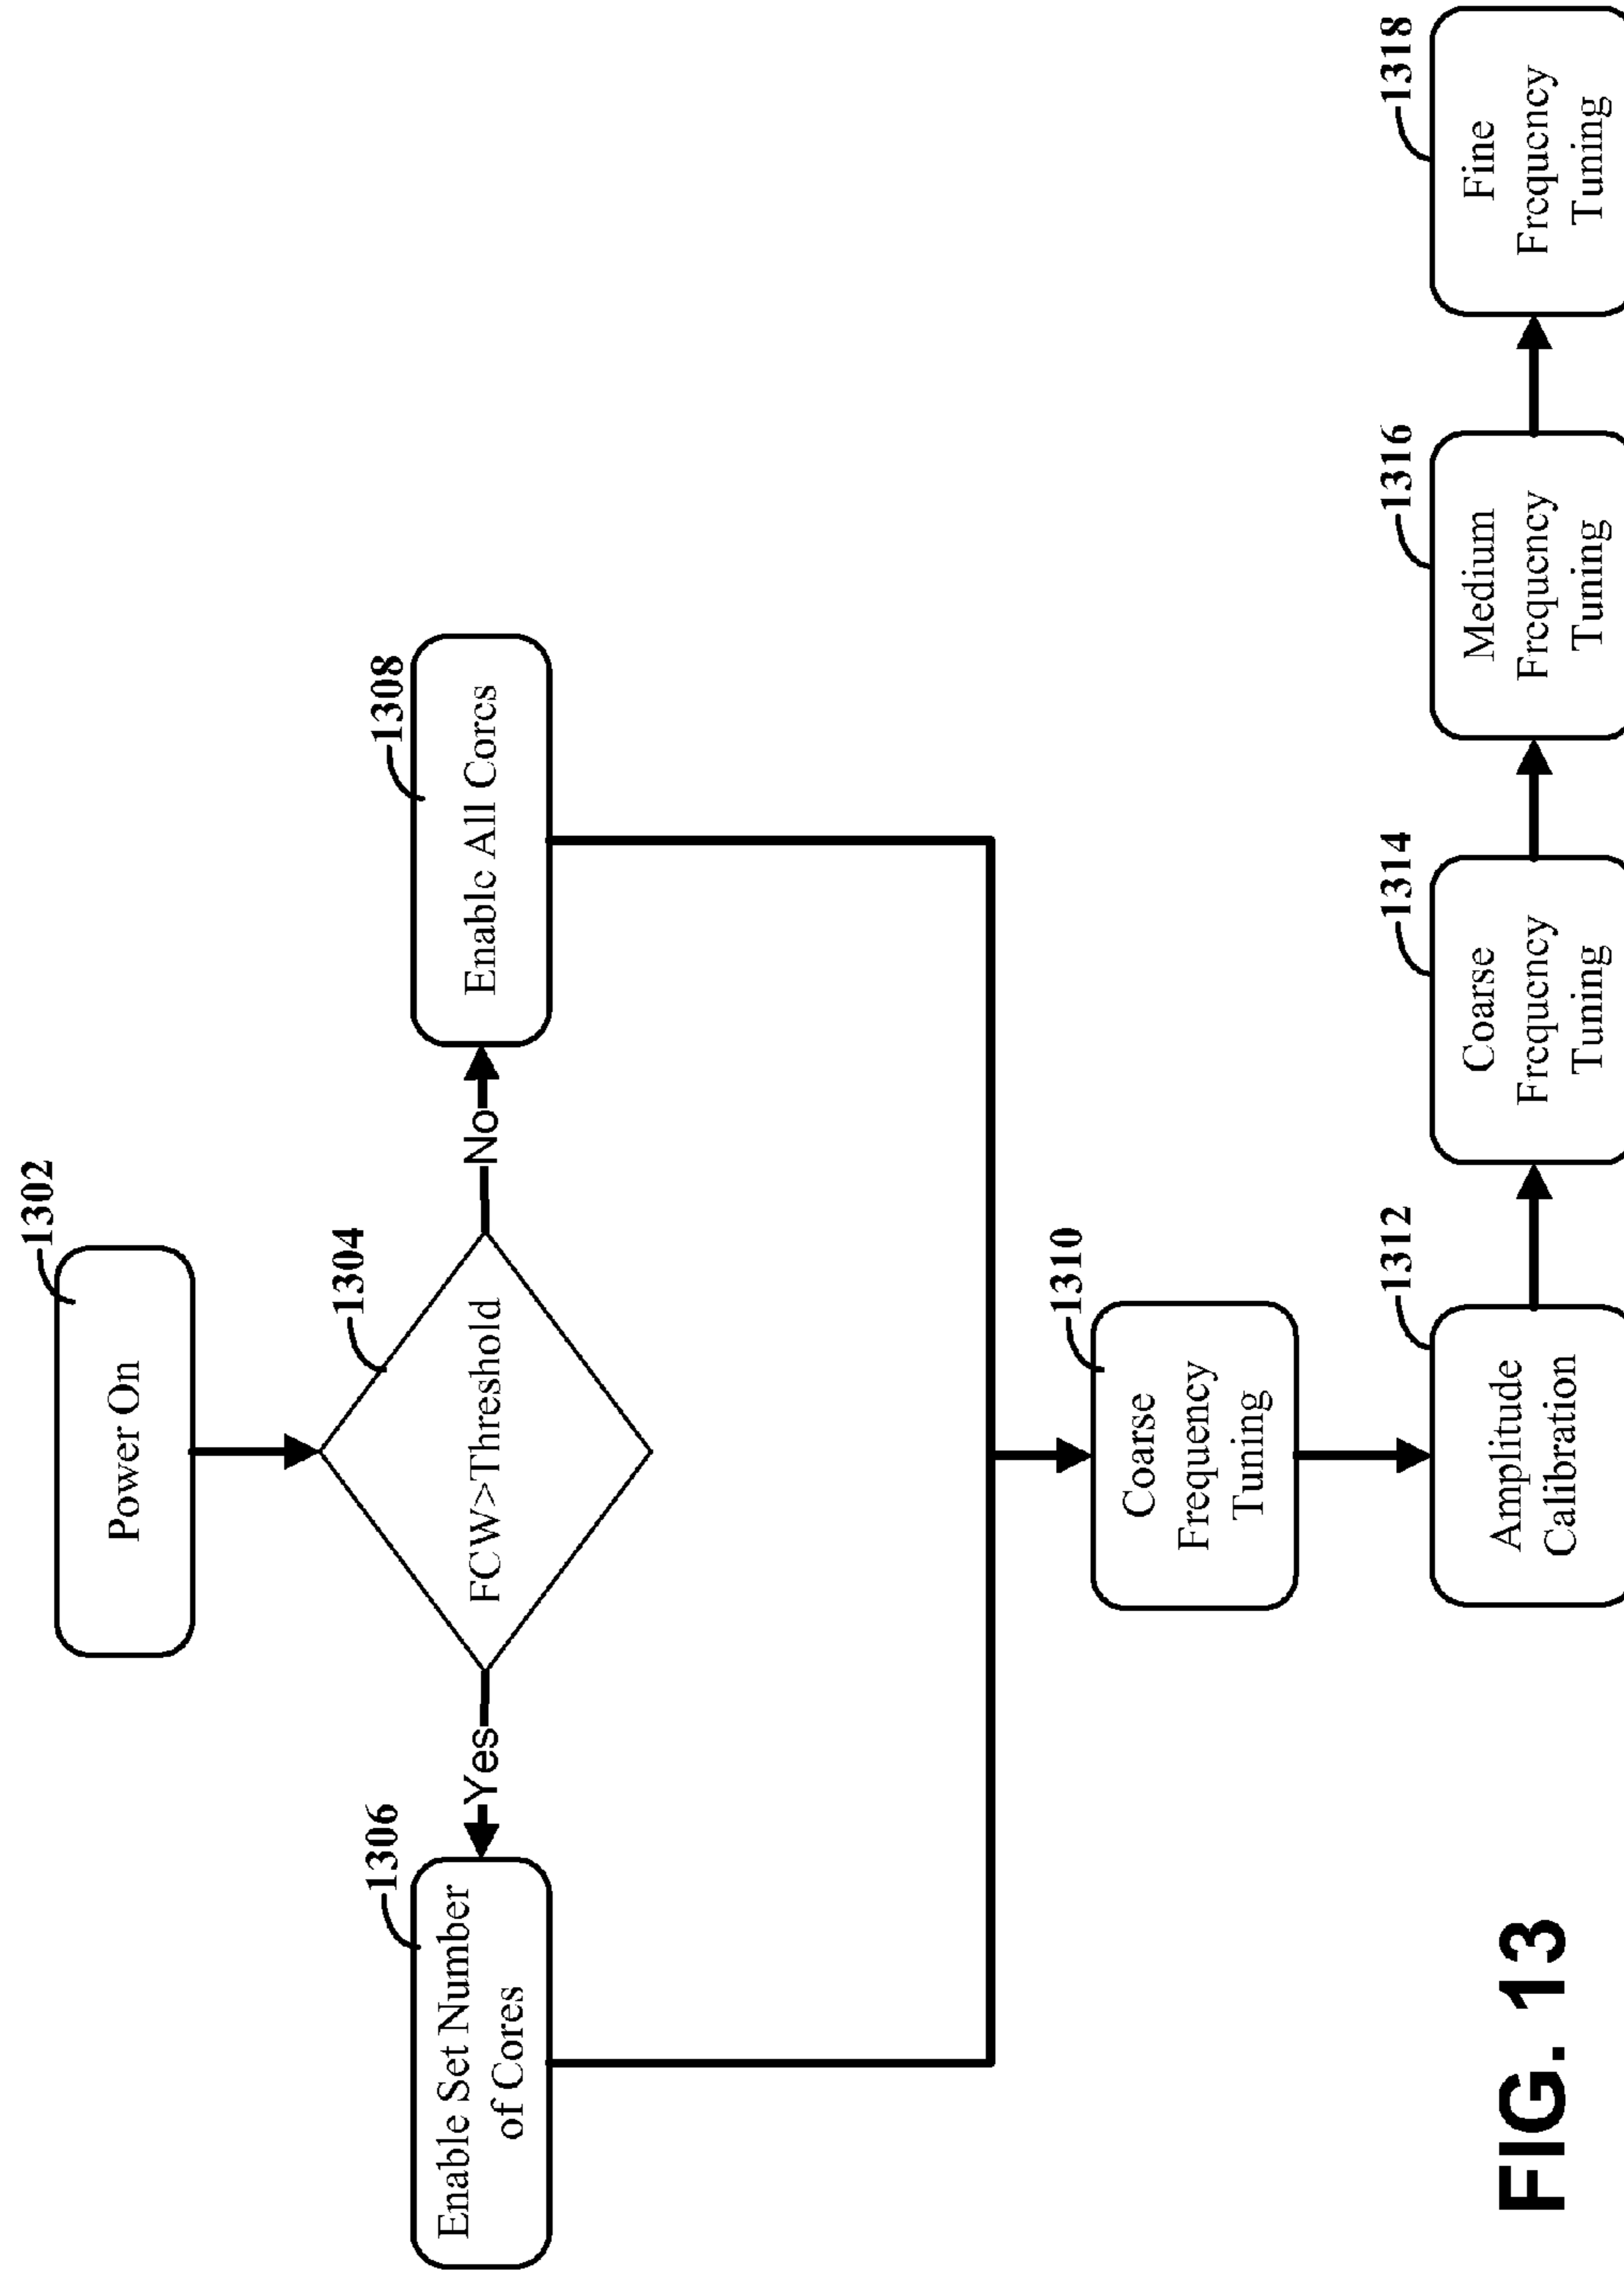 1302
Power On
1304
FCW>Threshold
Yes
No
1306
Enable Set Number
of Cores
1308
Enable All Cores
1310
Coarse
Frequency
Tuning
1312
Amplitude
Calibration
1314
Coarse
Frequency
Tuning
1316
Medium
Frequency
Tuning
1318
Fine
Frequency
Tuning
FIG. 13